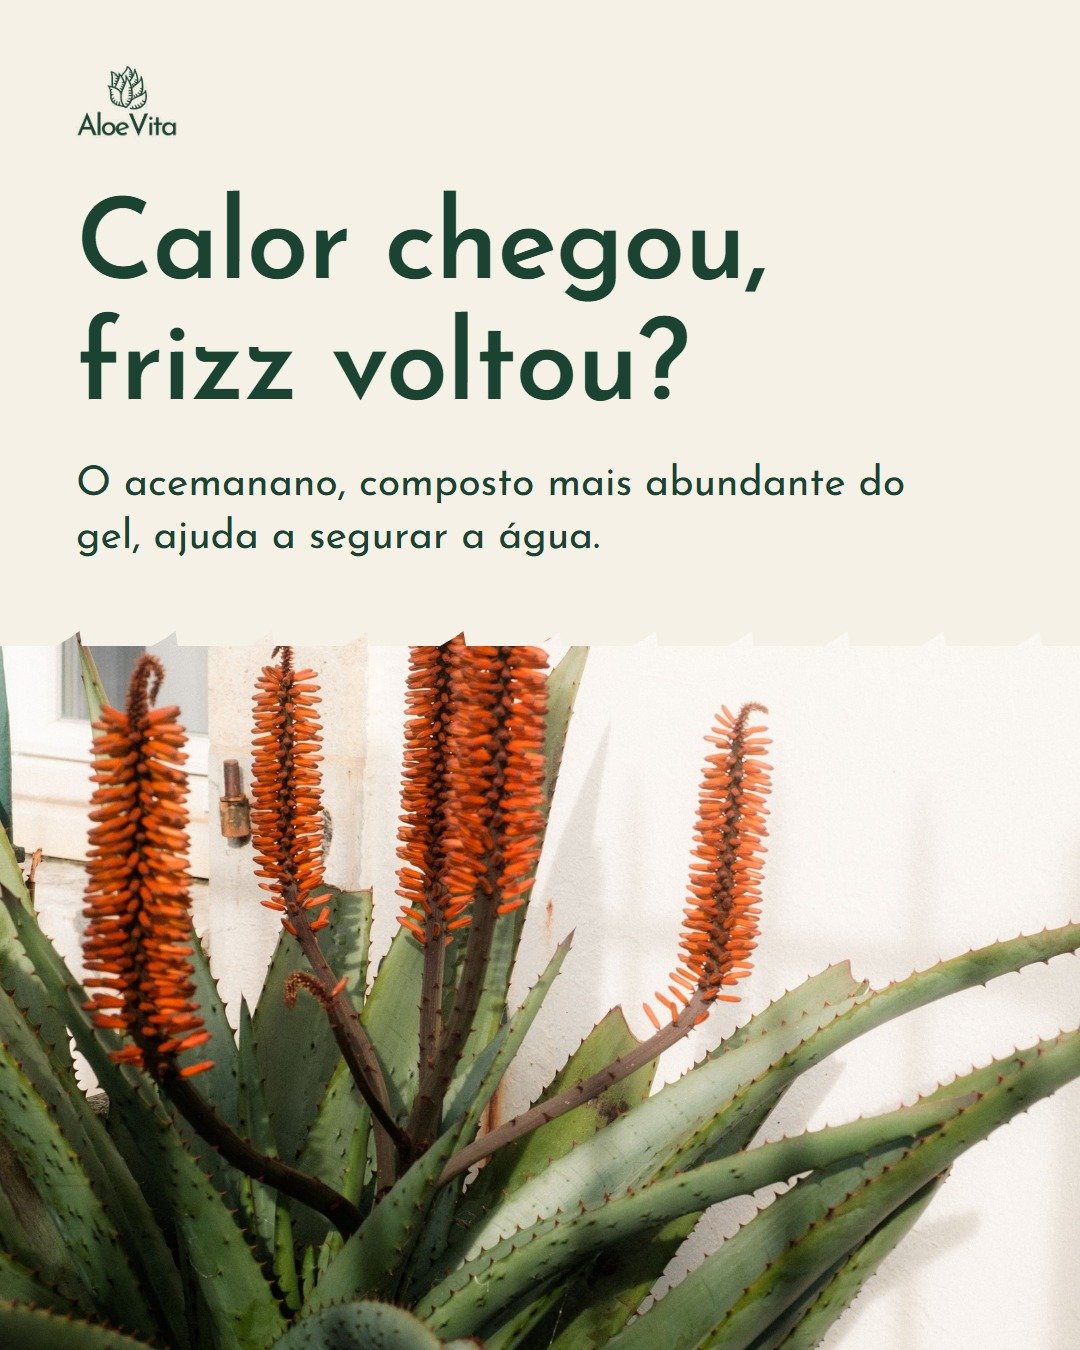 AloeVita
Calor chegou,
frizz voltou?
O acemanano, composto mais abundante do
gel, ajuda a segurar a água.